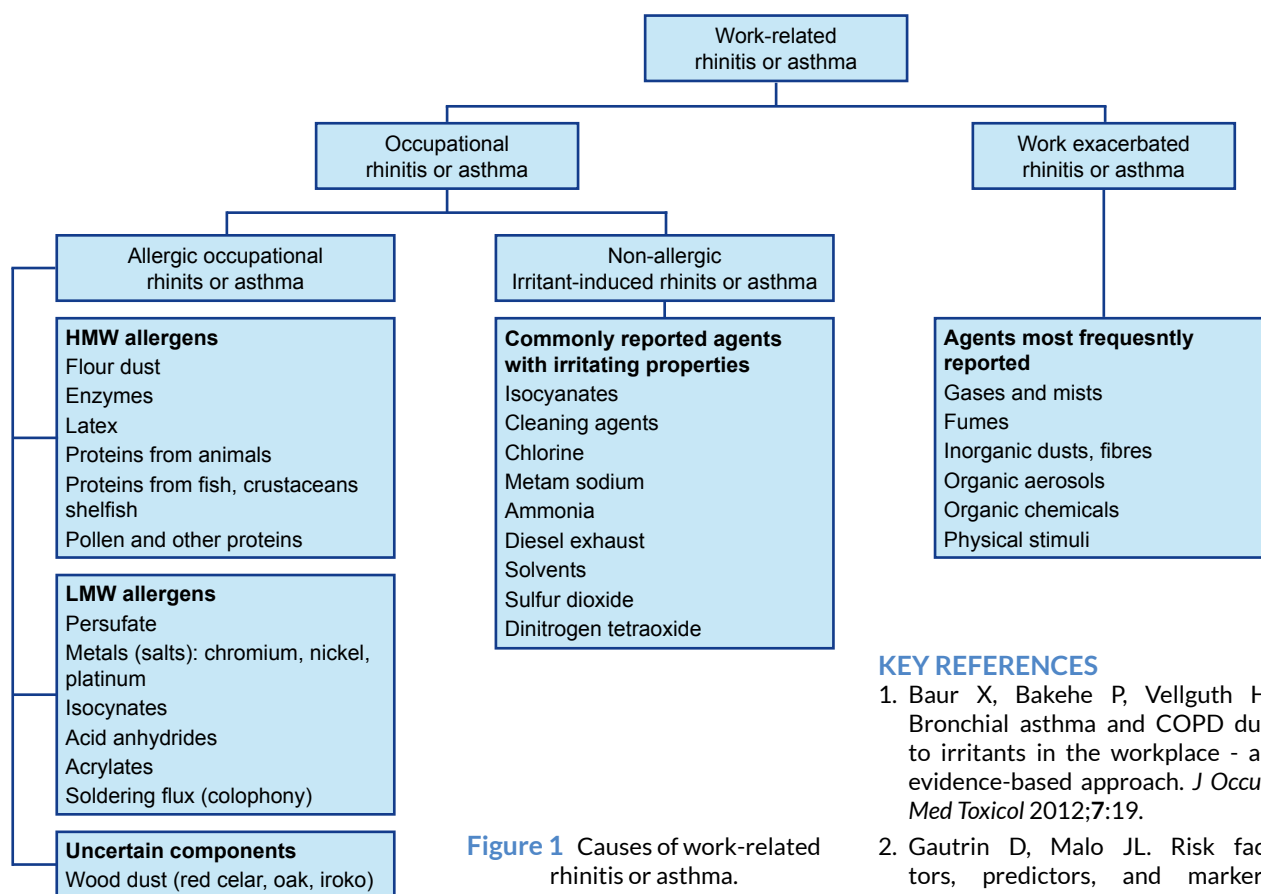 Work-related
rhinitis or asthma
Occupational
rhinitis or asthma
Work exacerbated
rhinitis or asthma
Allergic occupational
rhinits or asthma
Non-allergic
Irritant-induced rhinits or asthma
HMW allergens
Flour dust
Enzymes
Latex
Proteins from animals
Proteins from fish, crustaceans
shelfish
Pollen and other proteins
LMW allergens
Persufate
Metals (salts): chromium, nickel,
platinum
Isocynates
Acid anhydrides
Acrylates
Soldering flux (colophony)
Uncertain components
Wood dust (red celar, oak, iroko)
Commonly reported agents
with irritating properties
Isocyanates
Cleaning agents
Chlorine
Metam sodium
Ammonia
Diesel exhaust
Solvents
Sulfur dioxide
Dinitrogen tetraoxide
Agents most frequesntly
reported
Gases and mists
Fumes
Inorganic dusts, fibres
Organic aerosols
Organic chemicals
Physical stimuli
Figure 1 Causes of work-related
rhinitis or asthma.
KEY REFERENCES
1. Baur X, Bakehe P, Vellguth H
Bronchial asthma and COPD du
to irritants in the workplace - a
evidence-based approach. J Occu
Med Toxicol 2012;7:19.
2. Gautrin D, Malo JL. Risk fac
tors, predictors, and marker